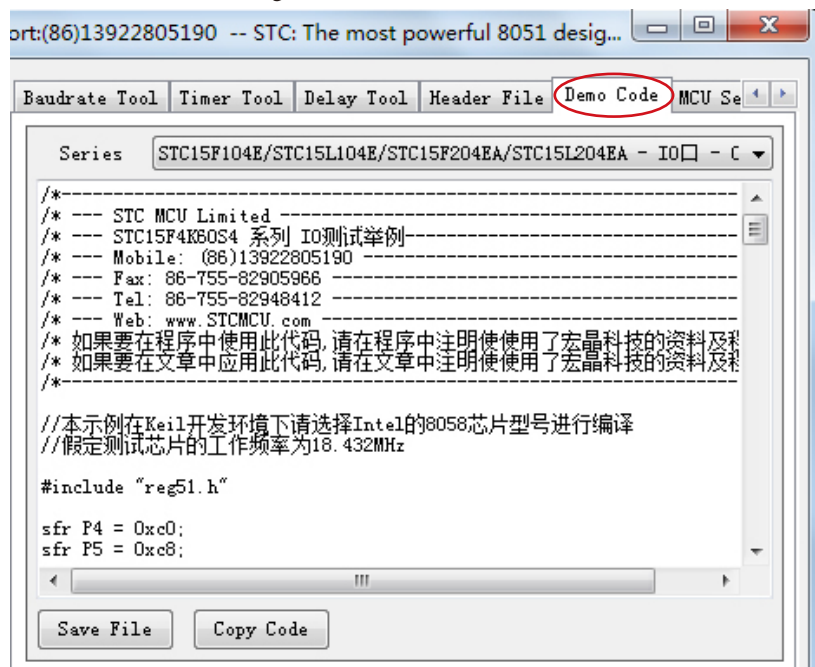 ort:(86)13922805190 -- STC: The most powerful 8051 desig...
Baudrate Tool Timer Tool Delay Tool Header File Demo Code MCU Se
Series STC15F104E/STC15L104E/STC15F204EA/STC15L204EA - IO口 - C
/*------------------------------------------------------------------
/* --- STC MCU Limited ---------------------------------------------
/* --- STC15F4K60S4 系列 IO测试举例---------------------------------
/* --- Mobile: (86)13922805190 -------------------------------------
/* --- Fax: 86-755-82905966 ----------------------------------------
/* --- Tel: 86-755-82948412 ----------------------------------------
/* --- Web: www.STCMCU.com -----------------------------------------
/* 如果要在程序中使用此代码,请在程序中注明使使用了宏晶科技的资料及程
/* 如果要在文章中应用此代码,请在文章中注明使使用了宏晶科技的资料及程
/*------------------------------------------------------------------
//本示例在Keil开发环境下请选择Intel的8058芯片型号进行编译
//假定测试芯片的工作频率为18.432MHz
#include "reg51.h"
sfr P4 = 0xc0;
sfr P5 = 0xc8;
Save File Copy Code